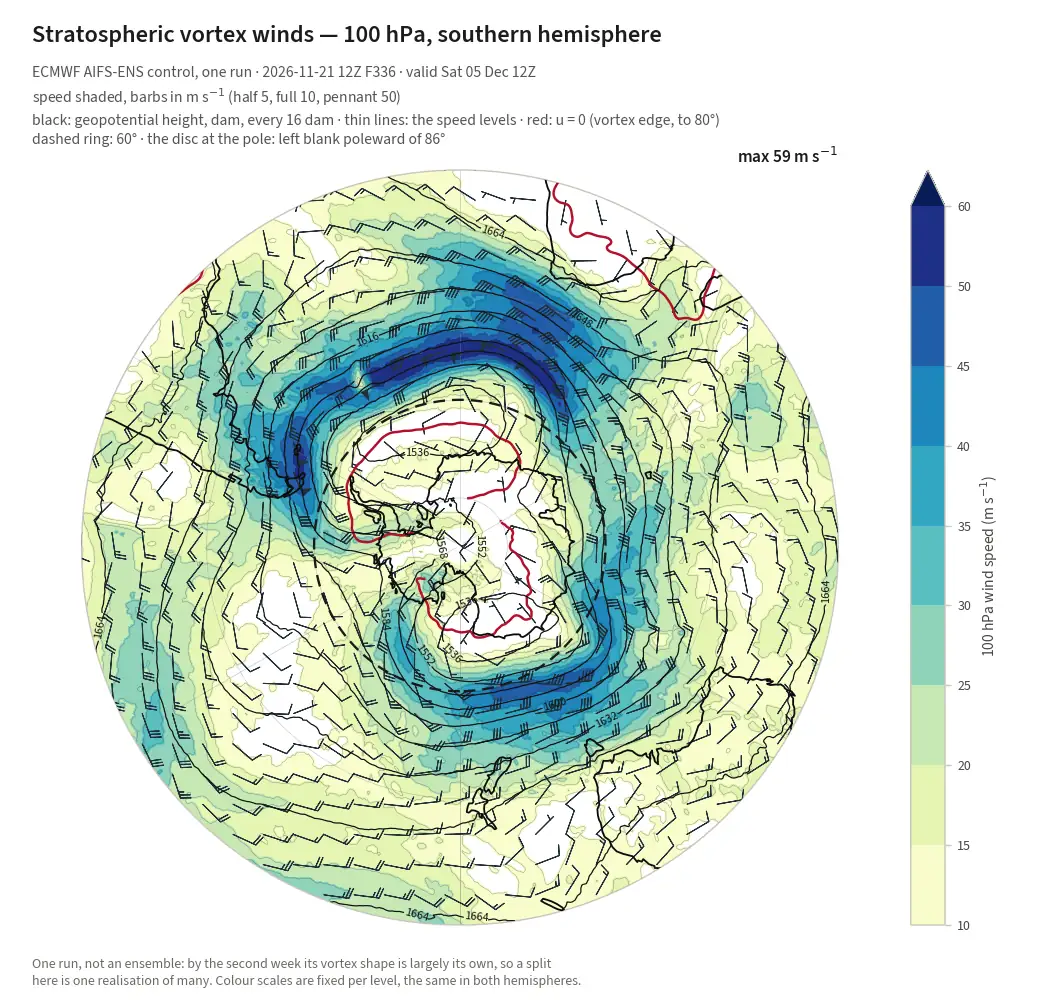 Stratospheric vortex winds — 100 hPa, southern hemisphere
ECMWF AIFS-ENS control, one run · 2026-11-21 12Z F336 · valid Sat 05 Dec 12Z
speed shaded, barbs in m s⁻¹ (half 5, full 10, pennant 50)
black: geopotential height, dam, every 16 dam · thin lines: the speed levels · red: u = 0 (vortex edge, to 80°)
dashed ring: 60° · the disc at the pole: left blank poleward of 86°
max 59 m s⁻¹
60
50
45
40
35
30
25
20
15
10
100 hPa wind speed (m s⁻¹)
1664
1648
1616
1536
1568
1552
1584
1552
1536
1600
1632
1664
1664
1664
1664
One run, not an ensemble: by the second week its vortex shape is largely its own, so a split
here is one realisation of many. Colour scales are fixed per level, the same in both hemispheres.